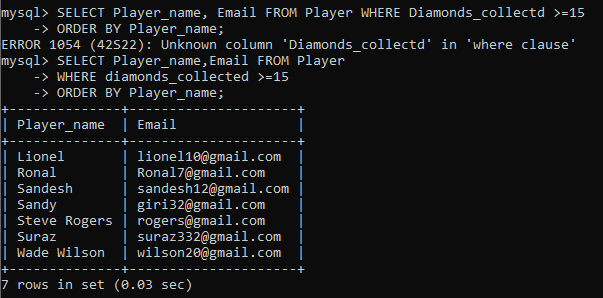 mysql> SELECT Player_name, Email FROM Player WHERE Diamonds_collectd >=15
    -> ORDER BY Player_name;
ERROR 1054 (42S22): Unknown column 'Diamonds_collectd' in 'where clause'
mysql> SELECT Player_name,Email FROM Player
    -> WHERE diamonds_collected >=15
    -> ORDER BY Player_name;
+--------------+---------------------+
| Player_name  | Email               |
+--------------+---------------------+
| Lionel       | lionel10@gmail.com  |
| Ronal        | Ronal7@gmail.com    |
| Sandesh      | sandesh12@gmail.com |
| Sandy        | giri32@gmail.com    |
| Steve Rogers | rogers@gmail.com    |
| Suraz        | suraz332@gmail.com  |
| Wade Wilson  | wilson20@gmail.com  |
+--------------+---------------------+
7 rows in set (0.03 sec)